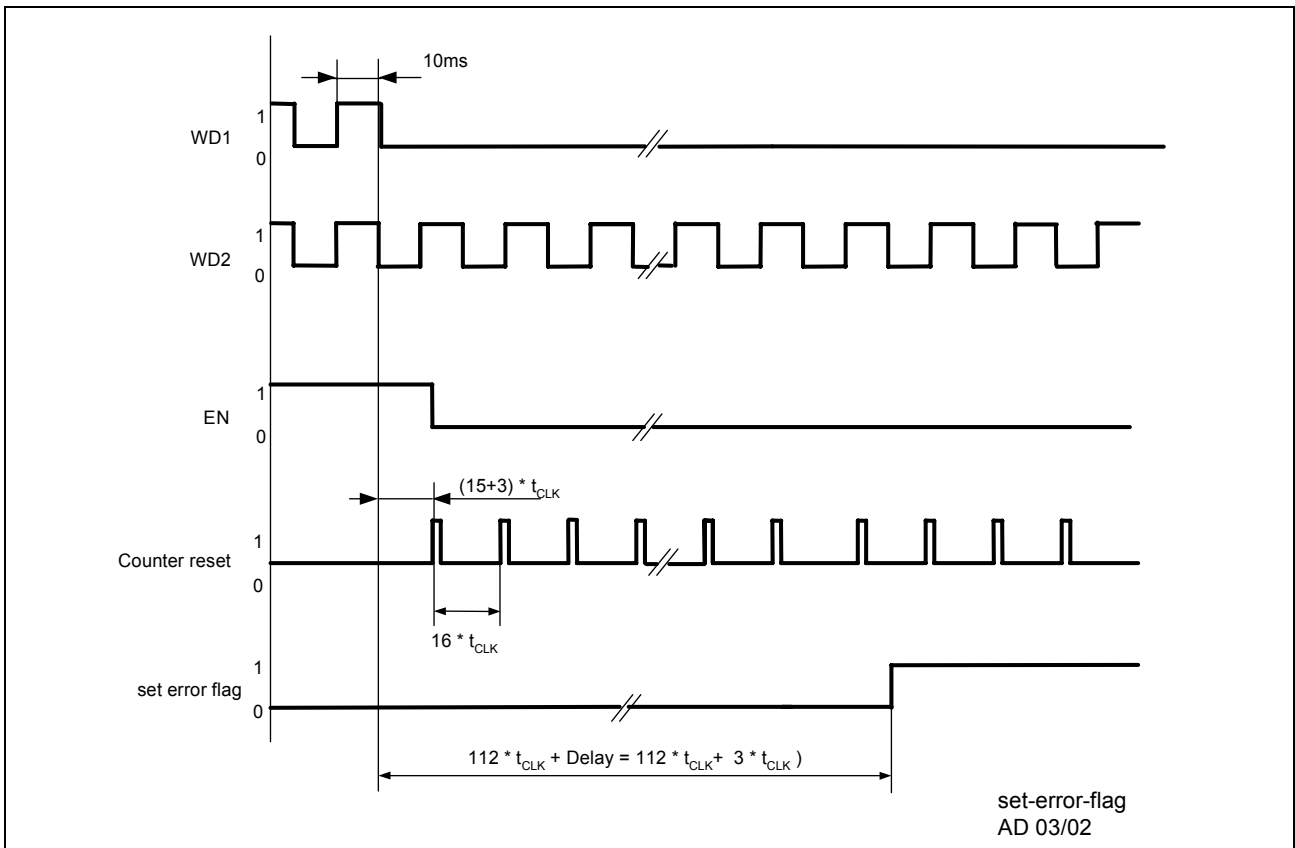 10ms
1
WD1
0
1
WD2
0
1
EN
0
(15+3) * tCLK
1
Counter reset
0
16 * tCLK
1
set error flag
0
112 * tCLK + Delay = 112 * tCLK+ 3 * tCLK )
set-error-flag
AD 03/02